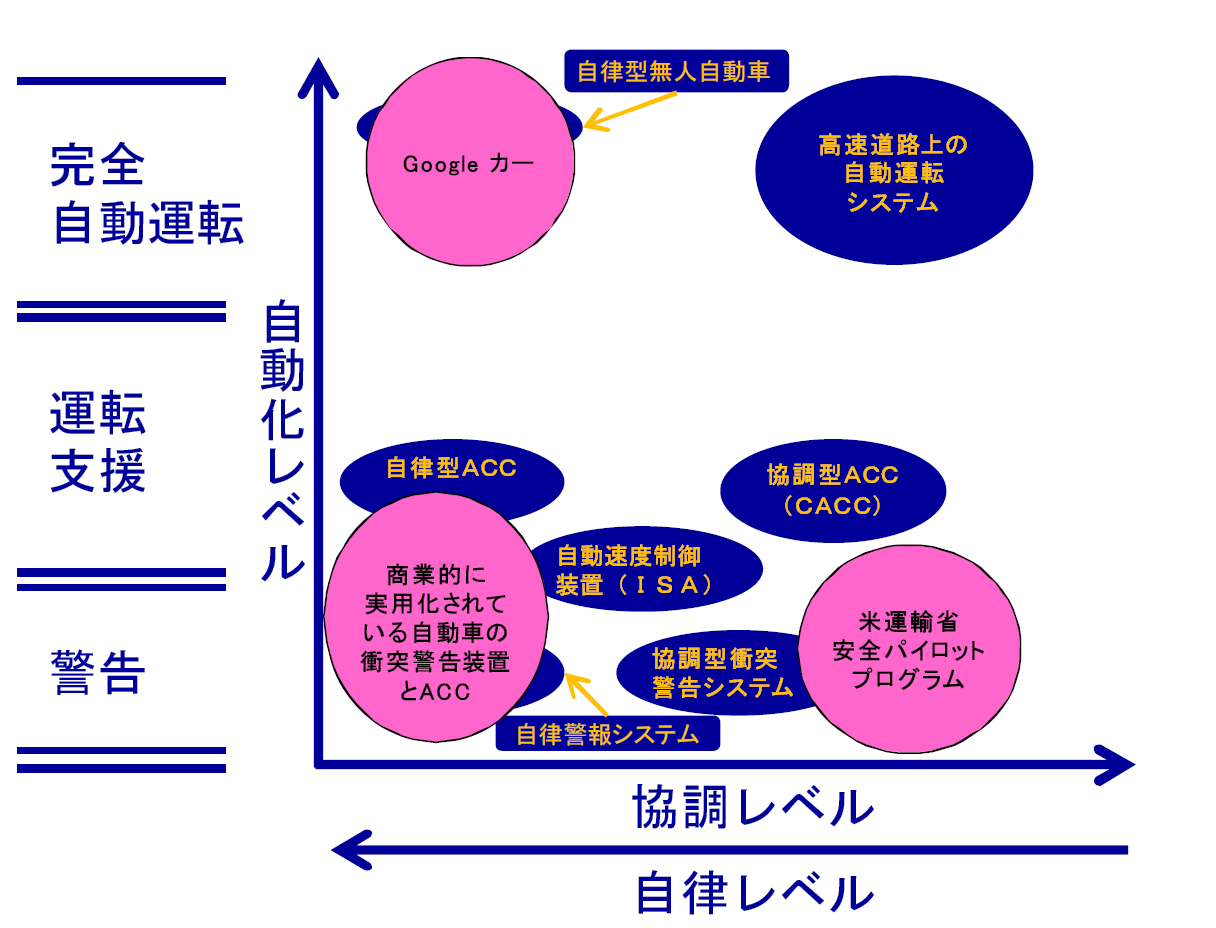 自律型無人自動車
完全
自動運転
Google カー
高速道路上の
自動運転
システム
自動化レベル
運転
支援
自律型ACC
協調型ACC
（CACC）
自動速度制御
装置（ＩＳＡ）
商業的に
実用化されて
いる自動車の
衝突警告装置
とACC
米運輸省
安全パイロット
プログラム
警告
協調型衝突
警告システム
自律警報システム
協調レベル
自律レベル